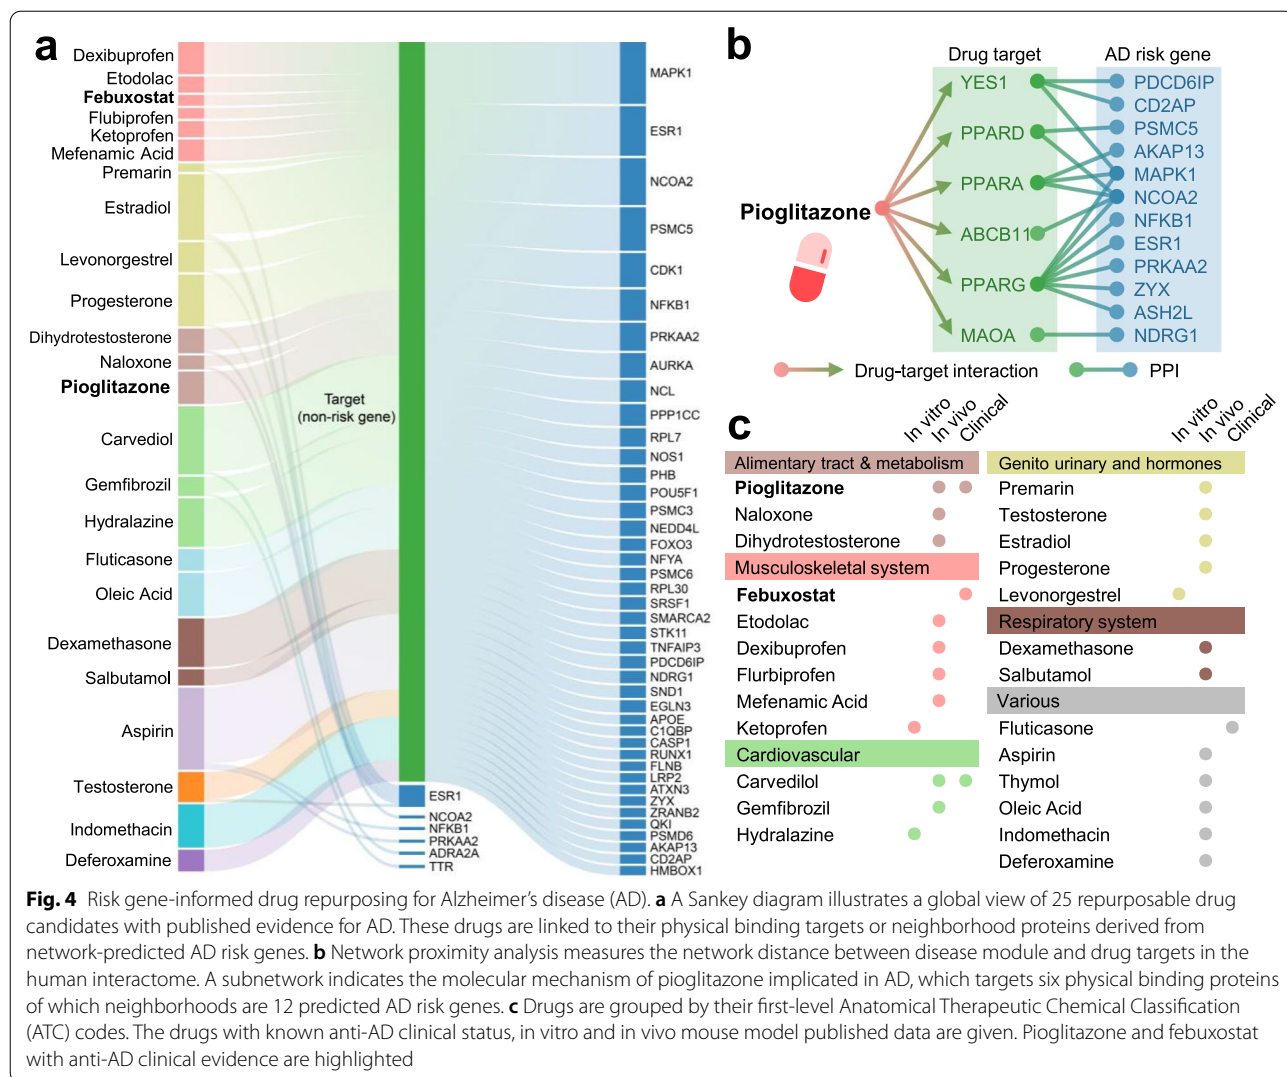 a
Dexibuprofen
Etodolac
Febuxostat
Flubiprofen
Ketoprofen
Mefenamic Acid
Premarin
Estradiol
Levonorgestrel
Progesterone
Dihydrotestosterone
Naloxone
Pioglitazone
Carvediol
Gemfibrozil
Hydralazine
Fluticasone
Oleic Acid
Dexamethasone
Salbutamol
Aspirin
Testosterone
Indomethacin
Deferoxamine
Target
(non-risk gene)
ESR1
NCOA2
NFKB1
PRKAA2
ADRA2A
TTR
MAPK1
ESR1
NCOA2
PSMC5
CDK1
NFKB1
PRKAA2
AURKA
NCL
PPP1CC
RPL7
NOS1
PHB
POU5F1
PSMC3
NEDD4L
FOXO3
NFYA
PSMC6
RPL30
SRSF1
SMARCA2
STK11
TNFAIP3
PDCD6IP
NDRG1
SND1
EGLN3
APOE
C1QBP
CASP1
RUNX1
FLNB
LRP2
ATXN3
ZYX
ZRANB2
QKI
PSMD6
AKAP13
CD2AP
HMBOX1
b
Drug target
AD risk gene
Pioglitazone
YES1
PPARD
PPARA
ABCB11
PPARG
MAOA
PDCD6IP
CD2AP
PSMC5
AKAP13
MAPK1
NCOA2
NFKB1
ESR1
PRKAA2
ZYX
ASH2L
NDRG1
Drug-target interaction
PPI
c
In vitro
In vivo
Clinical
Alimentary tract & metabolism
Pioglitazone
Naloxone
Dihydrotestosterone
Musculoskeletal system
Febuxostat
Etodolac
Dexibuprofen
Flurbiprofen
Mefenamic Acid
Ketoprofen
Cardiovascular
Carvedilol
Gemfibrozil
Hydralazine
In vitro
In vivo
Clinical
Genito urinary and hormones
Premarin
Testosterone
Estradiol
Progesterone
Levonorgestrel
Respiratory system
Dexamethasone
Salbutamol
Various
Fluticasone
Aspirin
Thymol
Oleic Acid
Indomethacin
Deferoxamine
Fig. 4 Risk gene-informed drug repurposing for Alzheimer's disease (AD). a A Sankey diagram illustrates a global view of 25 repurposable drug
candidates with published evidence for AD. These drugs are linked to their physical binding targets or neighborhood proteins derived from
network-predicted AD risk genes. b Network proximity analysis measures the network distance between disease module and drug targets in the
human interactome. A subnetwork indicates the molecular mechanism of pioglitazone implicated in AD, which targets six physical binding proteins
of which neighborhoods are 12 predicted AD risk genes. c Drugs are grouped by their first-level Anatomical Therapeutic Chemical Classification
(ATC) codes. The drugs with known anti-AD clinical status, in vitro and in vivo mouse model published data are given. Pioglitazone and febuxostat
with anti-AD clinical evidence are highlighted